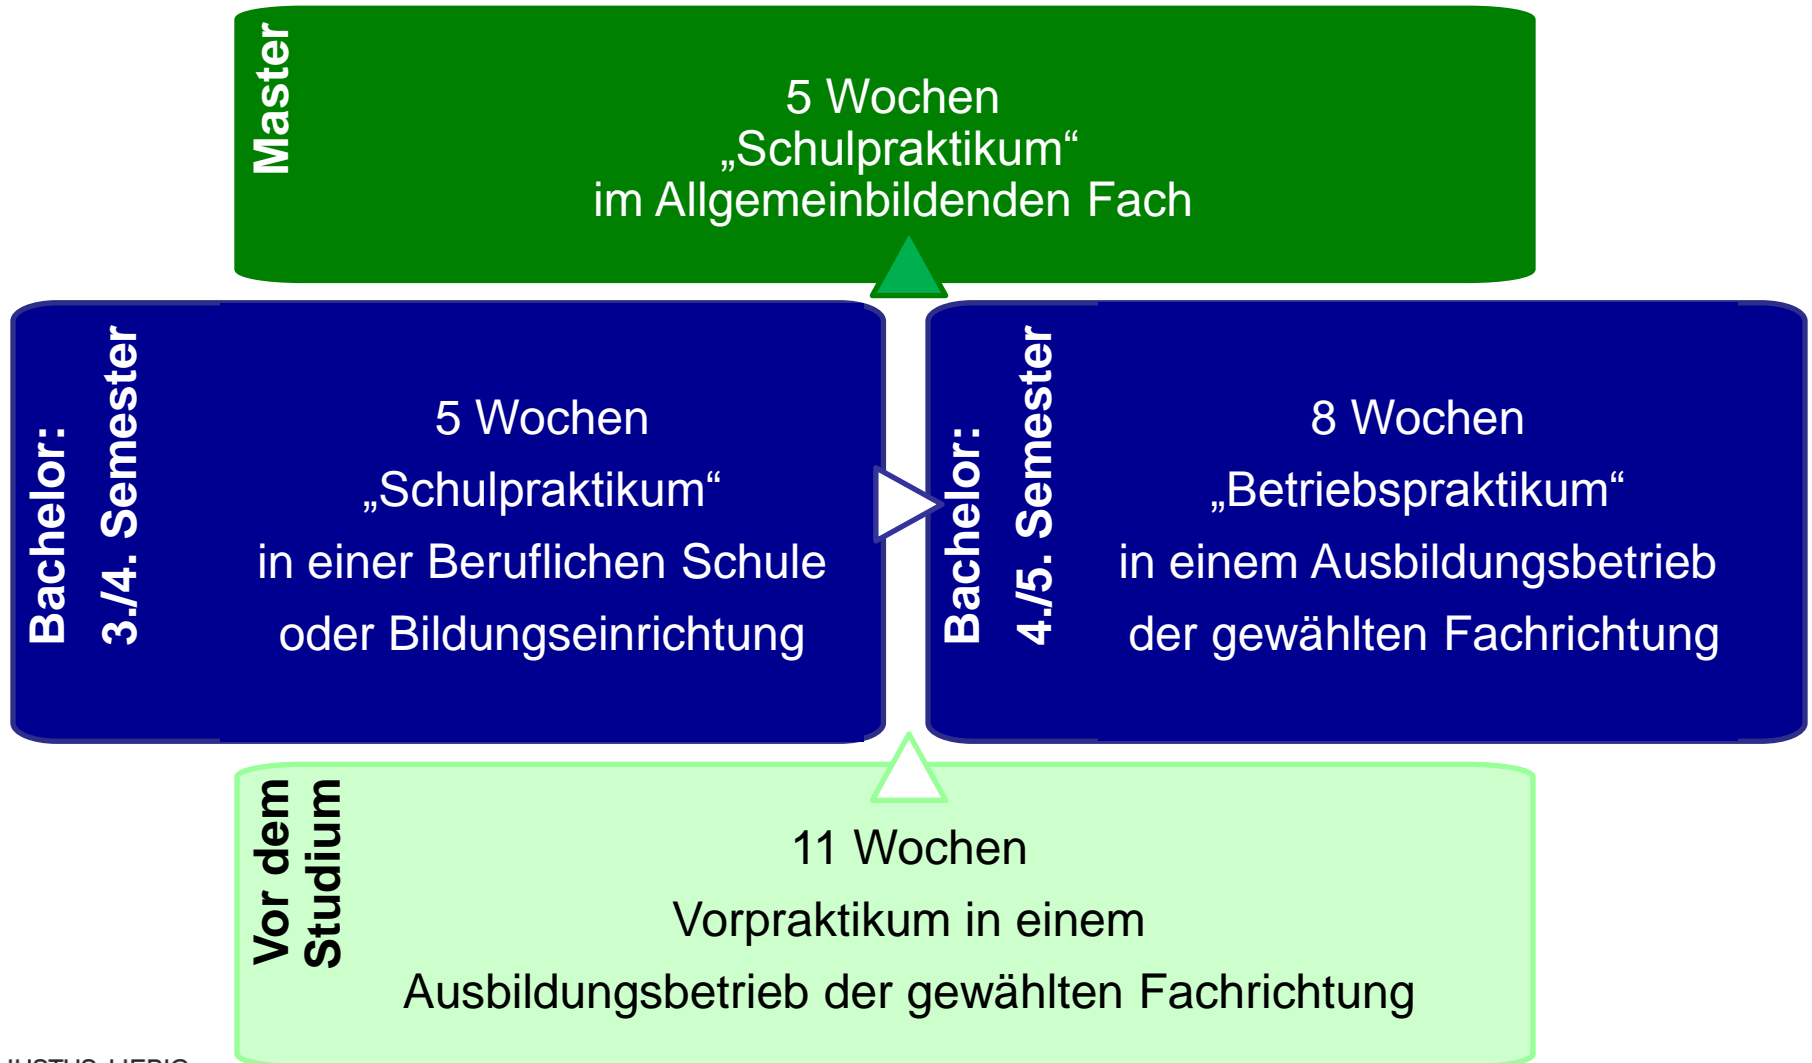 Master
5 Wochen
„Schulpraktikum“
im Allgemeinbildenden Fach
Bachelor:
3./4. Semester
5 Wochen
„Schulpraktikum“
in einer Beruflichen Schule
oder Bildungseinrichtung
Bachelor:
4./5. Semester
8 Wochen
„Betriebspraktikum“
in einem Ausbildungsbetrieb
der gewählten Fachrichtung
Vor dem
Studium
11 Wochen
Vorpraktikum in einem
Ausbildungsbetrieb der gewählten Fachrichtung